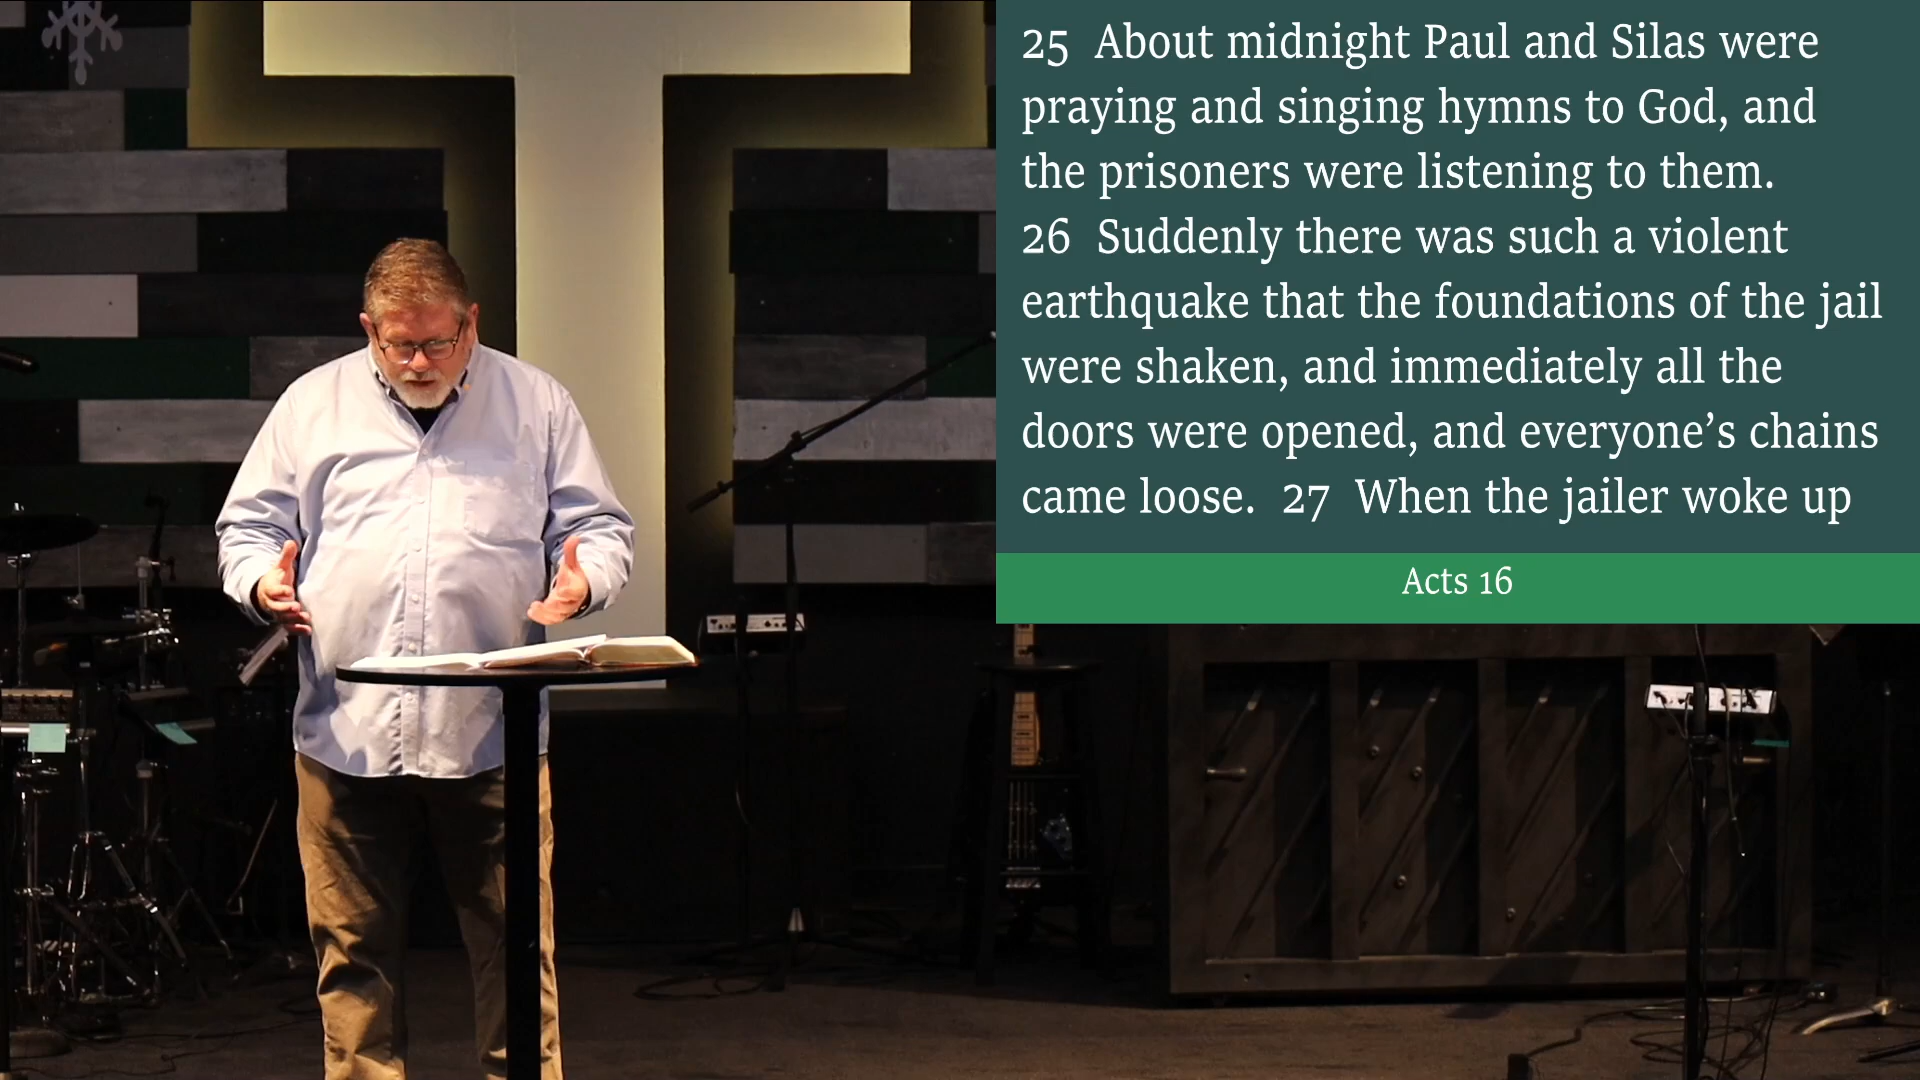 25 About midnight Paul and Silas were
praying and singing hymns to God, and
the prisoners were listening to them.
26 Suddenly there was such a violent
earthquake that the foundations of the jail
were shaken, and immediately all the
doors were opened, and everyone’s chains
came loose. 27 When the jailer woke up
Acts 16